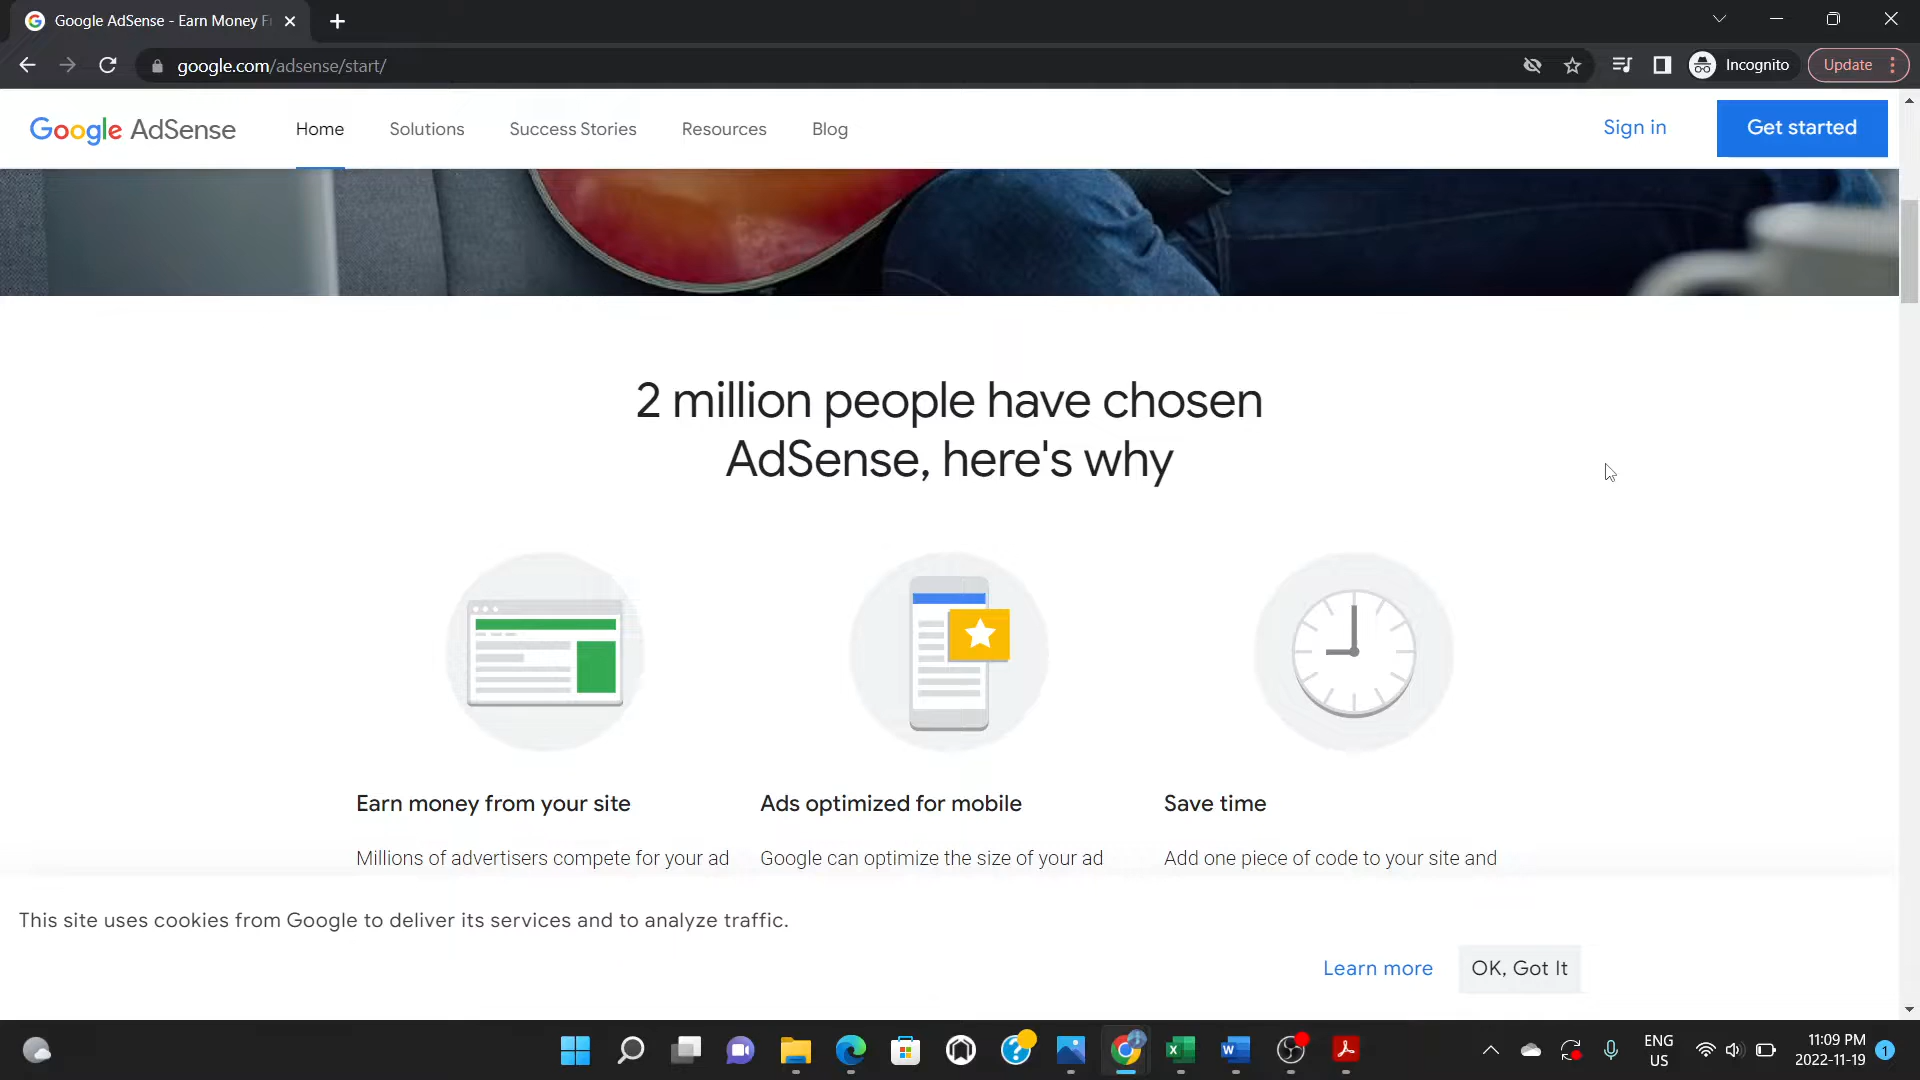 Google AdSense - Earn Money F
google.com/adsense/start/
Incognito
Update
Google AdSense
Home
Solutions
Success Stories
Resources
Blog
Sign in
Get started
2 million people have chosen
AdSense, here's why
Earn money from your site
Ads optimized for mobile
Save time
Millions of advertisers compete for your ad
Google can optimize the size of your ad
Add one piece of code to your site and
This site uses cookies from Google to deliver its services and to analyze traffic.
Learn more
OK, Got It
ENG
US
11:09 PM
2022-11-19
1